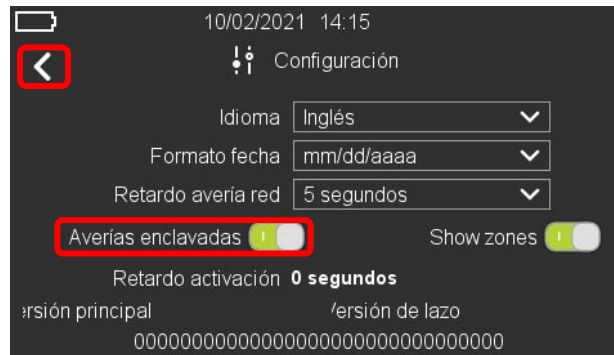 10/02/2021 14:15
Configuración
Idioma Inglés
Formato fecha mm/dd/aaaa
Retardo avería red 5 segundos
Averías enclavadas Show zones
Retardo activación 0 segundos
ersión principal ersión de lazo